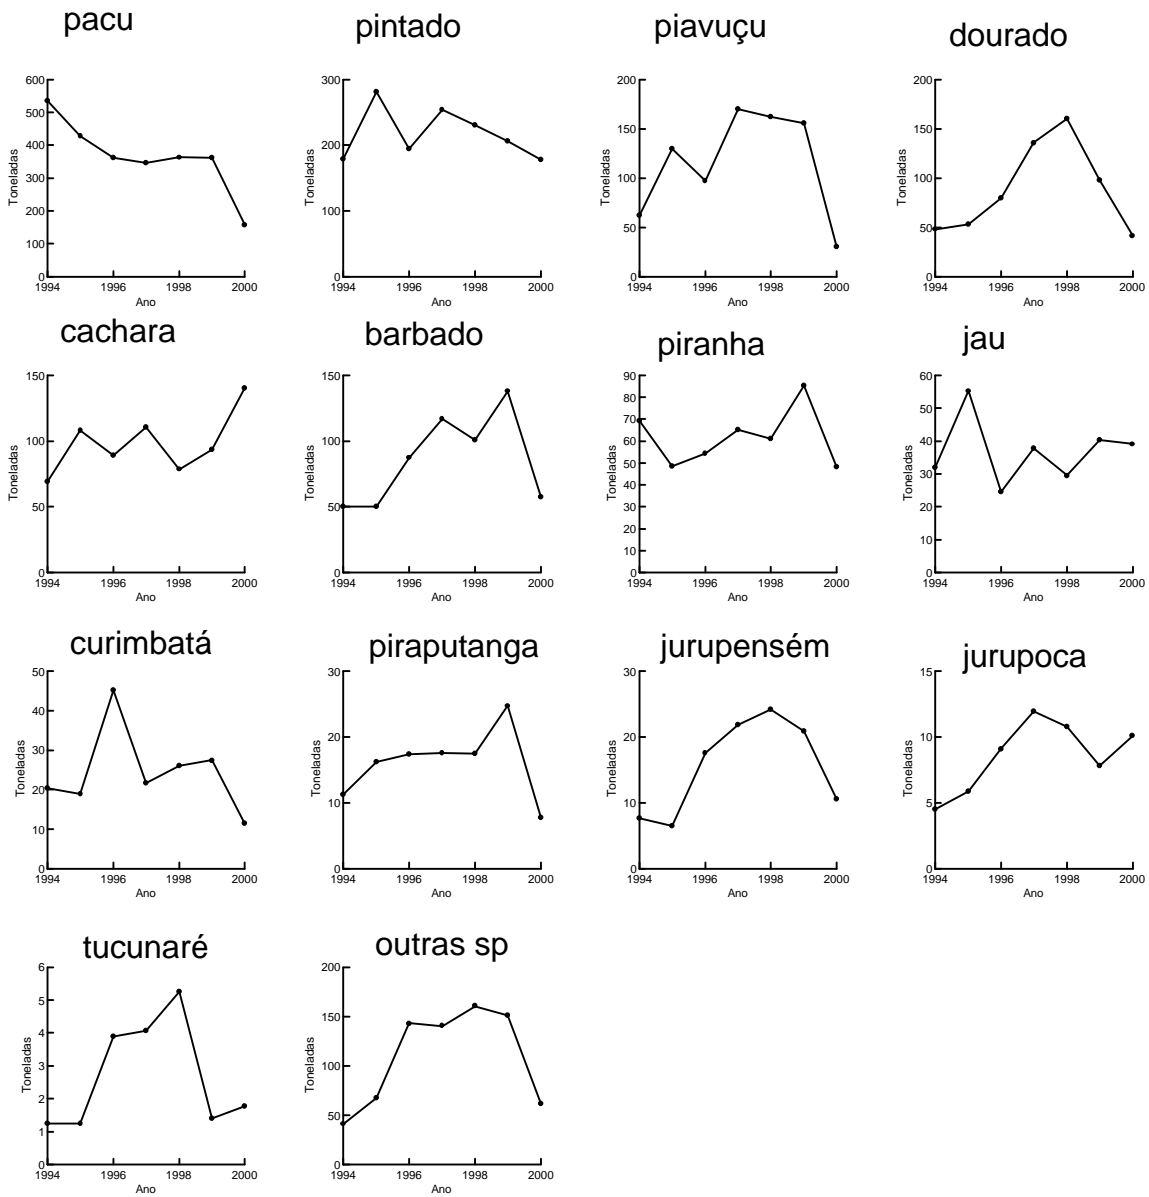 pacu
600
500
400
300
200
100
0
Toneladas
1994 1996 1998 2000
Ano
pintado
300
200
100
0
Toneladas
1994 1996 1998 2000
Ano
piavuçu
200
150
100
50
0
Toneladas
1994 1996 1998 2000
Ano
dourado
200
150
100
50
0
Toneladas
1994 1996 1998 2000
Ano
cachara
150
100
50
0
Toneladas
1994 1996 1998 2000
Ano
barbado
150
100
50
0
Toneladas
1994 1996 1998 2000
Ano
piranha
90
80
70
60
50
40
30
20
10
0
Toneladas
1994 1996 1998 2000
Ano
jau
60
50
40
30
20
10
0
Toneladas
1994 1996 1998 2000
Ano
curimbatá
50
40
30
20
10
0
Toneladas
1994 1996 1998 2000
Ano
piraputanga
30
20
10
0
Toneladas
1994 1996 1998 2000
Ano
jurupensém
30
20
10
0
Toneladas
1994 1996 1998 2000
Ano
jurupoca
15
10
5
0
Toneladas
1994 1996 1998 2000
Ano
tucunaré
6
5
4
3
2
1
0
Toneladas
1994 1996 1998 2000
Ano
outras sp
200
150
100
50
0
Toneladas
1994 1996 1998 2000
Ano